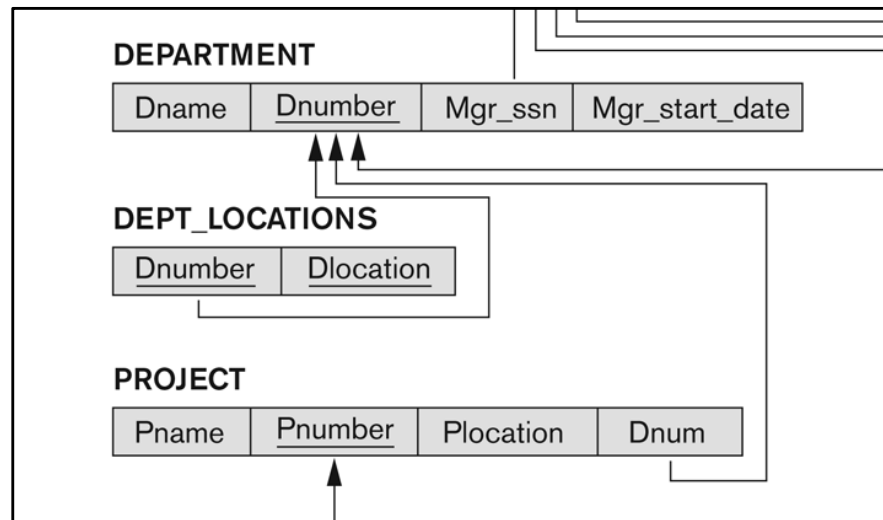 DEPARTMENT
Dname Dnumber Mgr_ssn Mgr_start_date
DEPT_LOCATIONS
Dnumber Dlocation
PROJECT
Pname Pnumber Plocation Dnum